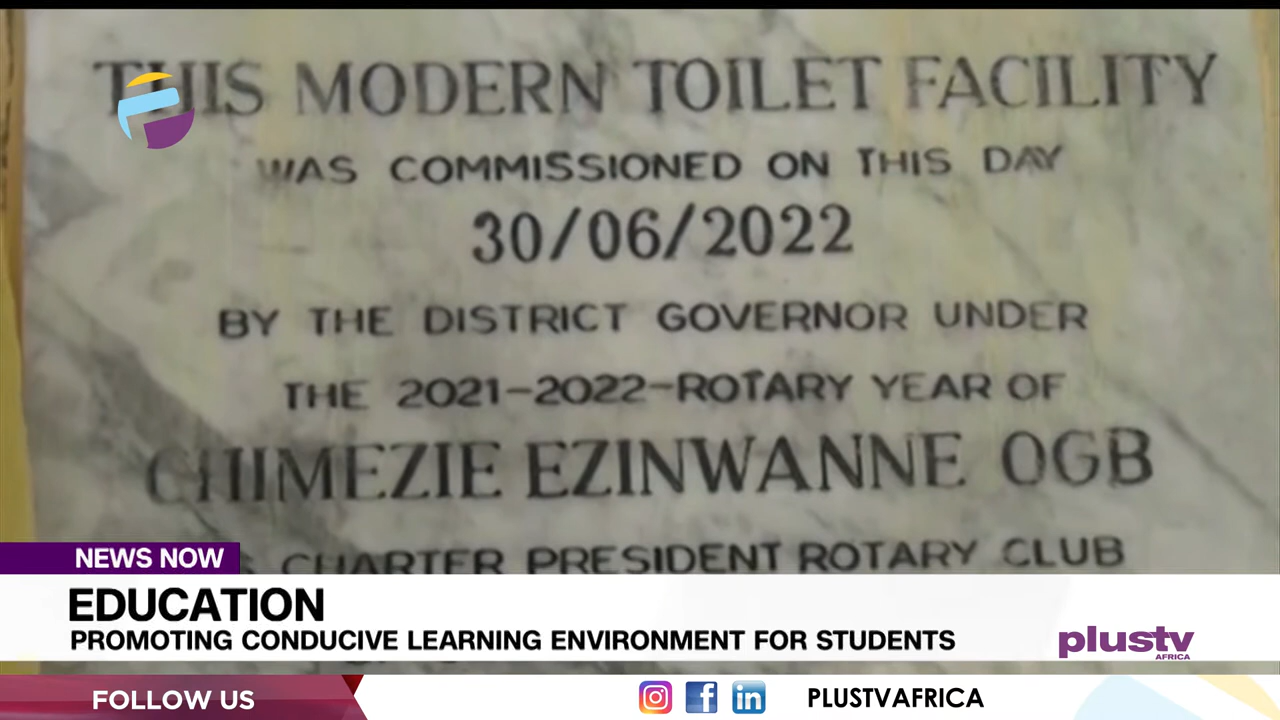 THIS MODERN TOILET FACILITY
WAS COMMISSIONED ON THIS DAY
30/06/2022
BY THE DISTRICT GOVERNOR UNDER
THE 2021-2022-ROTARY YEAR OF
CHIMEZIE EZINWANNE OGB
CHARTER PRESIDENT ROTARY CLUB
NEWS NOW
EDUCATION
PROMOTING CONDUCIVE LEARNING ENVIRONMENT FOR STUDENTS
plustv
AFRICA
FOLLOW US
PLUSTVAFRICA